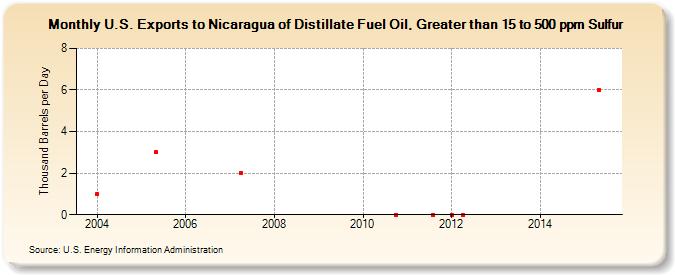 Monthly U.S. Exports to Nicaragua of Distillate Fuel Oil, Greater than 15 to 500 ppm Sulfur
Thousand Barrels per Day
8
6
4
2
0
2004 2006 2008 2010 2012 2014
Source: U.S. Energy Information Administration